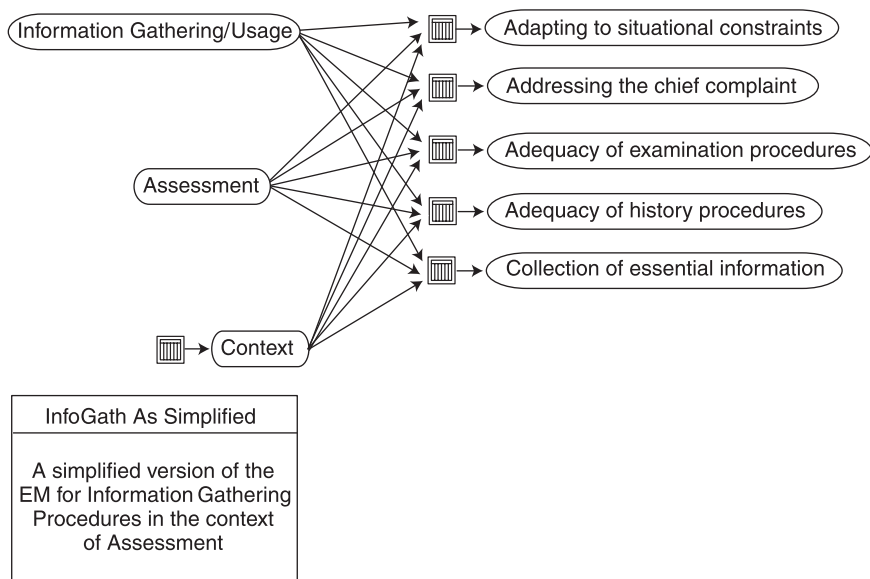 Information Gathering/Usage
Adapting to situational constraints
Addressing the chief complaint
Adequacy of examination procedures
Assessment
Adequacy of history procedures
Collection of essential information
Context
InfoGath As Simplified
A simplified version of the
EM for Information Gathering
Procedures in the context
of Assessment